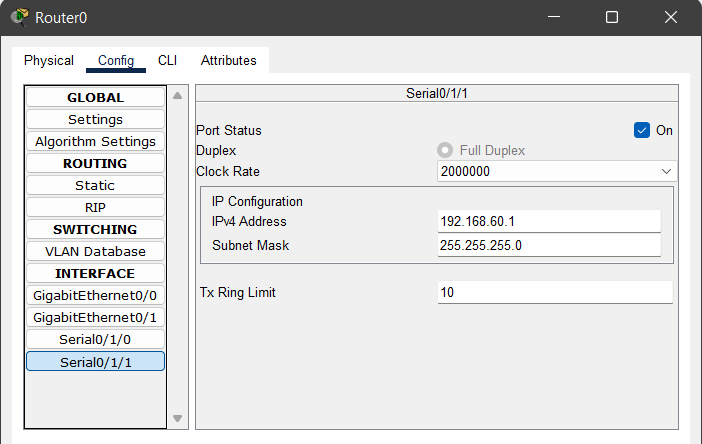 Router0
Physical Config CLI Attributes
GLOBAL
Settings
Algorithm Settings
ROUTING
Static
RIP
SWITCHING
VLAN Database
INTERFACE
GigabitEthernet0/0
GigabitEthernet0/1
Serial0/1/0
Serial0/1/1
Serial0/1/1
Port Status On
Duplex Full Duplex
Clock Rate 2000000
IP Configuration
IPv4 Address 192.168.60.1
Subnet Mask 255.255.255.0
Tx Ring Limit 10